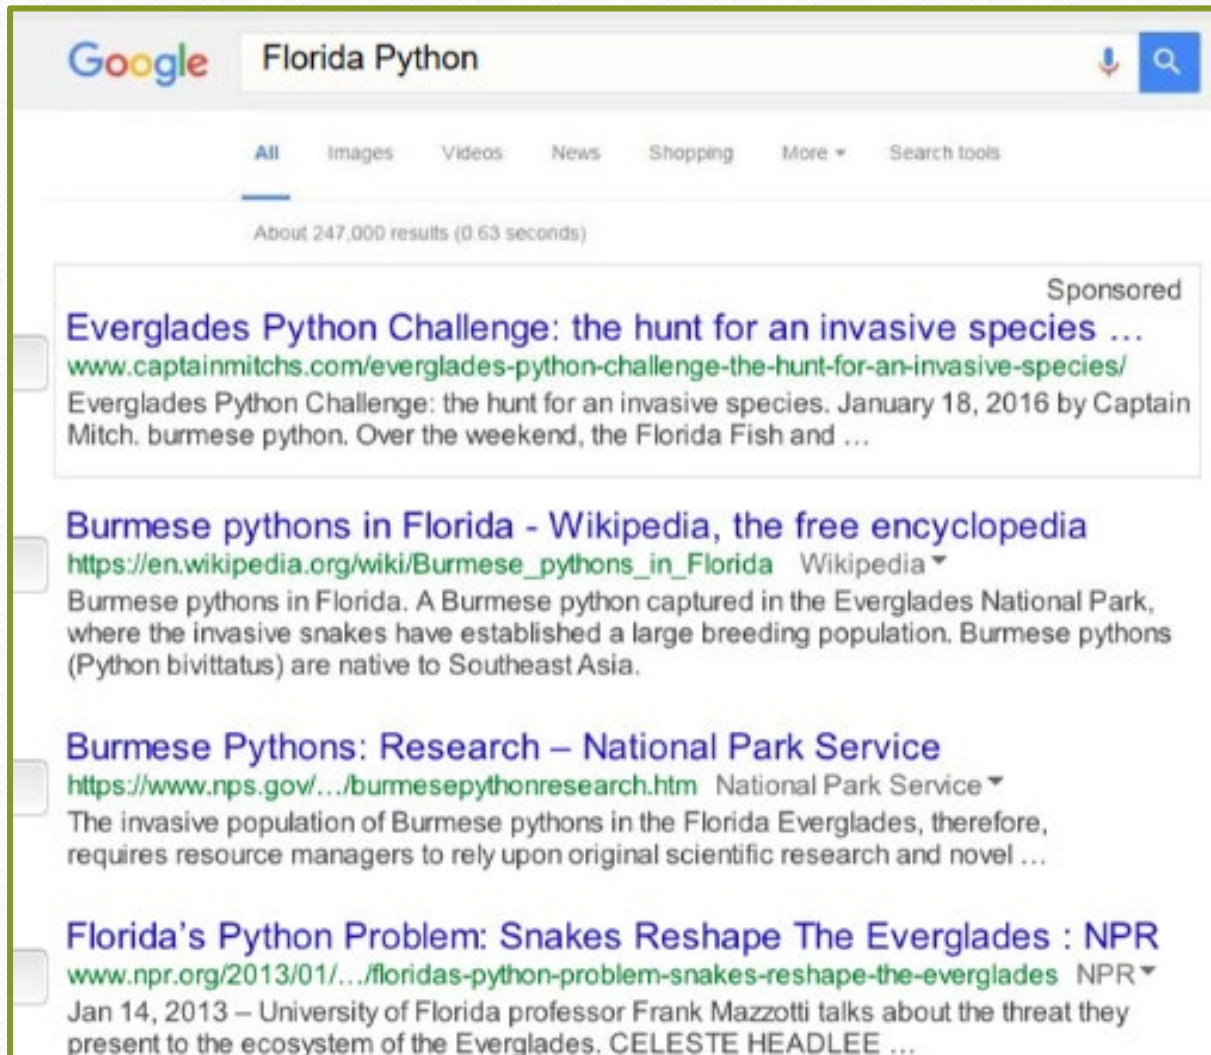 Google Florida Python
All Images Videos News Shopping More Search tools
About 247,000 results (0.63 seconds)
Sponsored
Everglades Python Challenge: the hunt for an invasive species ...
www.captainmitchs.com/everglades-python-challenge-the-hunt-for-an-invasive-species/
Everglades Python Challenge: the hunt for an invasive species. January 18, 2016 by Captain
Mitch. burmese python. Over the weekend, the Florida Fish and ...
Burmese pythons in Florida - Wikipedia, the free encyclopedia
https://en.wikipedia.org/wiki/Burmese_pythons_in_Florida Wikipedia
Burmese pythons in Florida. A Burmese python captured in the Everglades National Park,
where the invasive snakes have established a large breeding population. Burmese pythons
(Python bivittatus) are native to Southeast Asia.
Burmese Pythons: Research – National Park Service
https://www.nps.gov/.../burmesepythonresearch.htm National Park Service
The invasive population of Burmese pythons in the Florida Everglades, therefore,
requires resource managers to rely upon original scientific research and novel ...
Florida's Python Problem: Snakes Reshape The Everglades : NPR
www.npr.org/2013/01/.../floridas-python-problem-snakes-reshape-the-everglades NPR
Jan 14, 2013 – University of Florida professor Frank Mazzotti talks about the threat they
present to the ecosystem of the Everglades. CELESTE HEADLEE ...